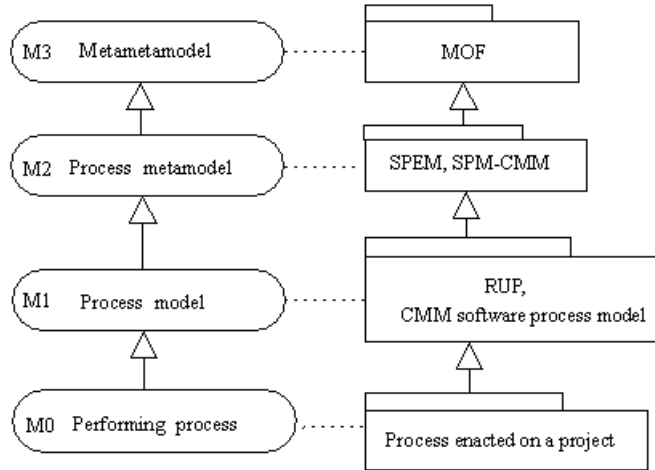 M3 Metametamodel
MOF
M2 Process metamodel
SPEM, SPM-CMM
M1 Process model
RUP,
CMM software process model
M0 Performing process
Process enacted on a project